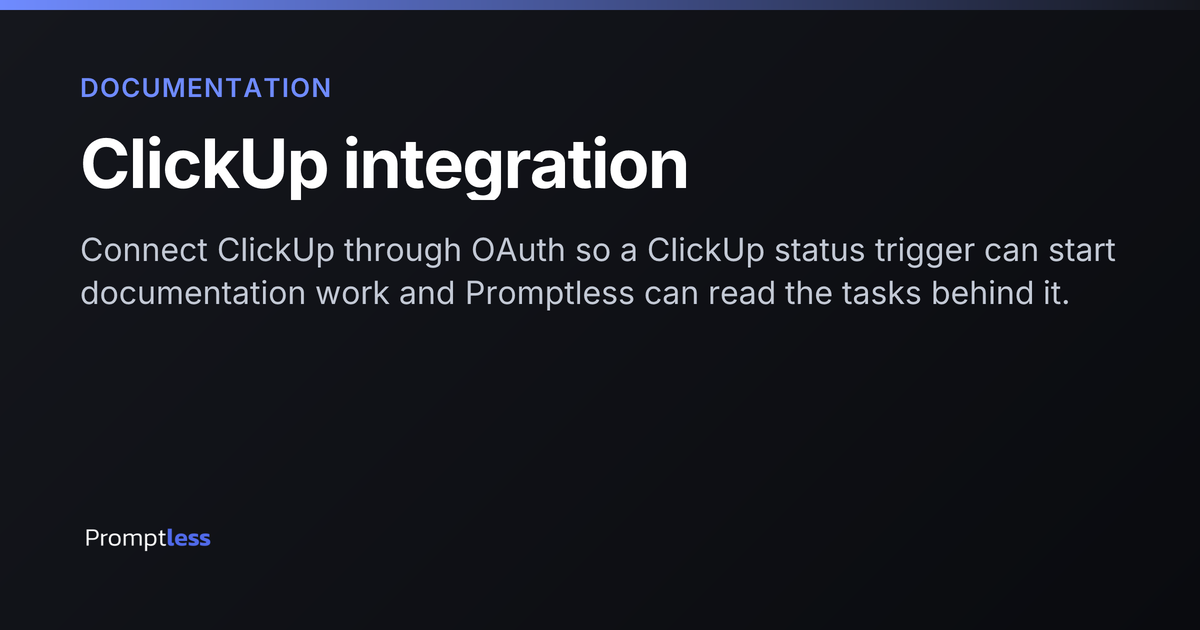 DOCUMENTATION
ClickUp integration
Connect ClickUp through OAuth so a ClickUp status trigger can start
documentation work and Promptless can read the tasks behind it.
Promptless